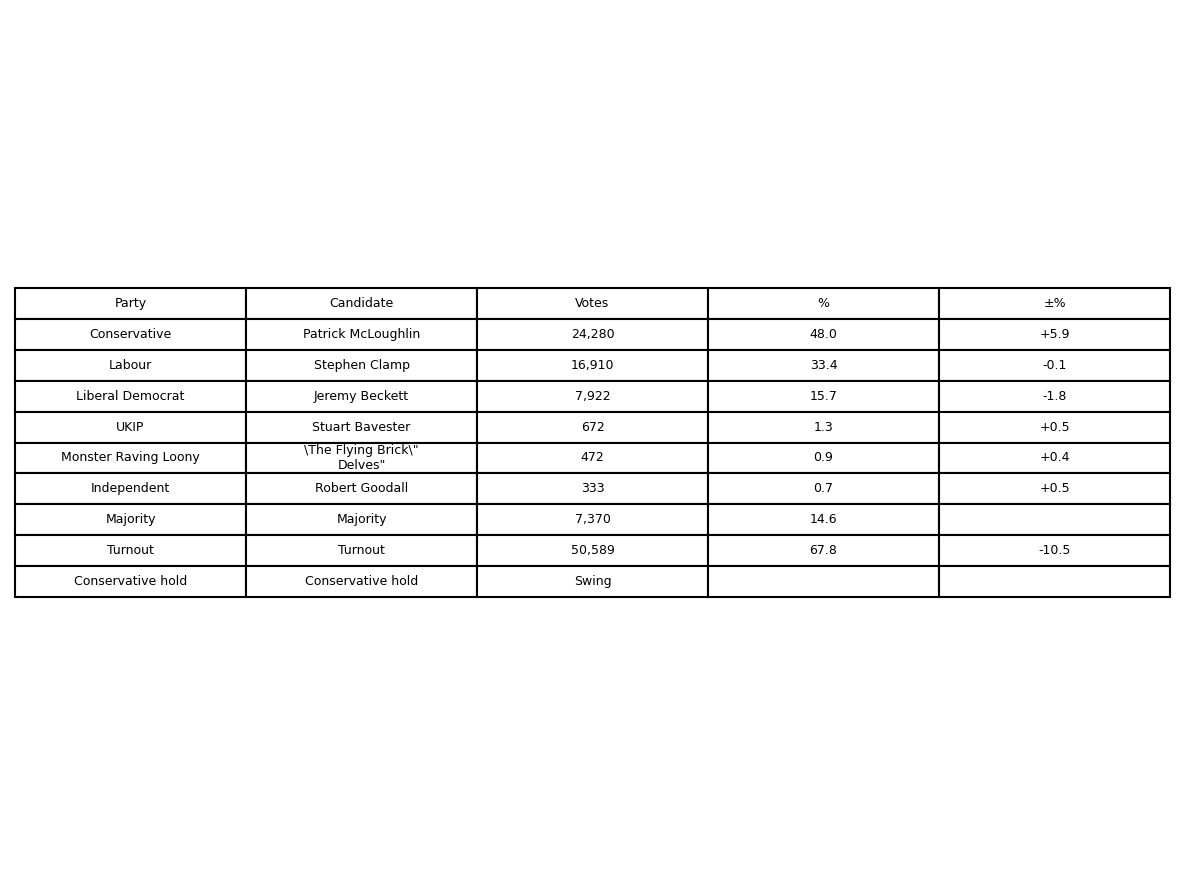 Party Candidate Votes % ±%
Conservative Patrick McLoughlin 24,280 48.0 +5.9
Labour Stephen Clamp 16,910 33.4 -0.1
Liberal Democrat Jeremy Beckett 7,922 15.7 -1.8
UKIP Stuart Bavester 672 1.3 +0.5
Monster Raving Loony \The Flying Brick\" Delves" 472 0.9 +0.4
Independent Robert Goodall 333 0.7 +0.5
Majority Majority 7,370 14.6
Turnout Turnout 50,589 67.8 -10.5
Conservative hold Conservative hold Swing